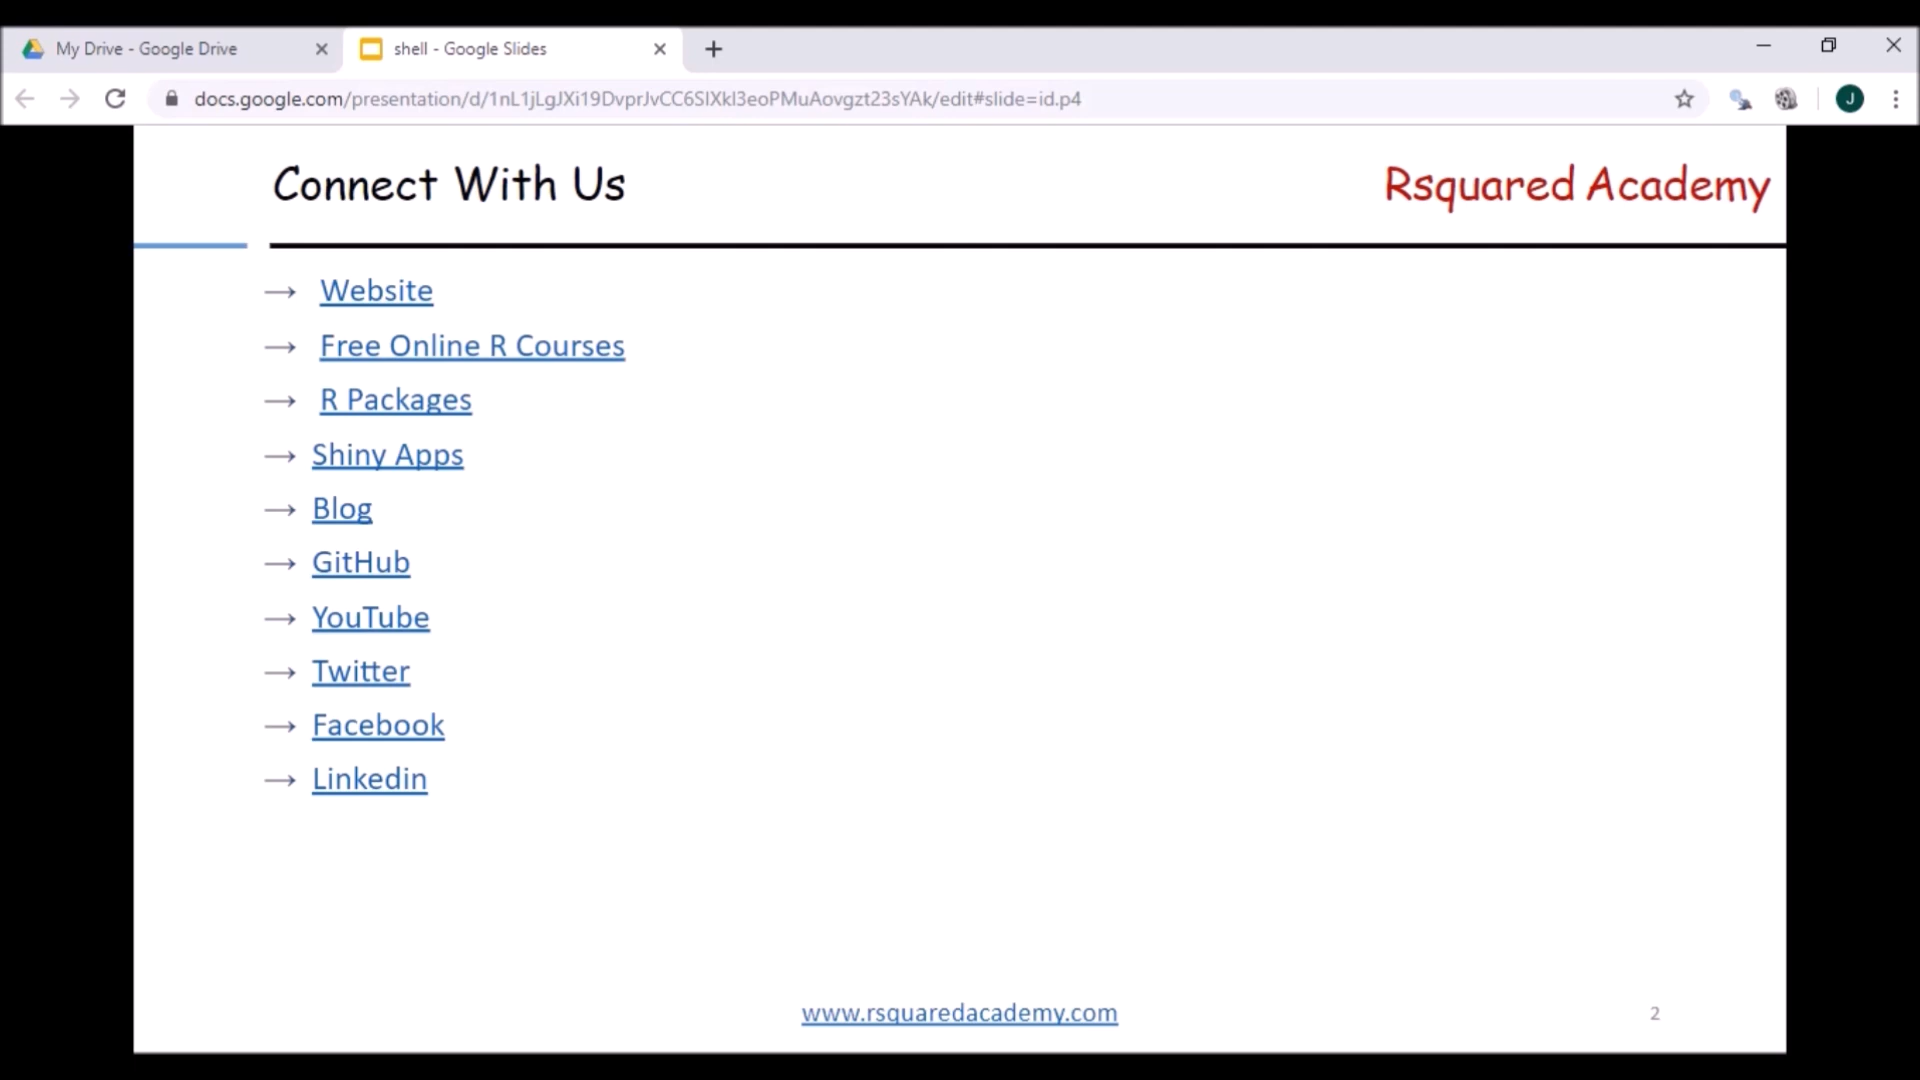 My Drive - Google Drive
shell - Google Slides
docs.google.com/presentation/d/1nL1jLgJXi19DvprJvCC6SlXkl3eoPMuAovgzt23sYAk/edit#slide=id.p4
J
Connect With Us
Rsquared Academy
→ Website
→ Free Online R Courses
→ R Packages
→ Shiny Apps
→ Blog
→ GitHub
→ YouTube
→ Twitter
→ Facebook
→ Linkedin
www.rsquaredacademy.com
2